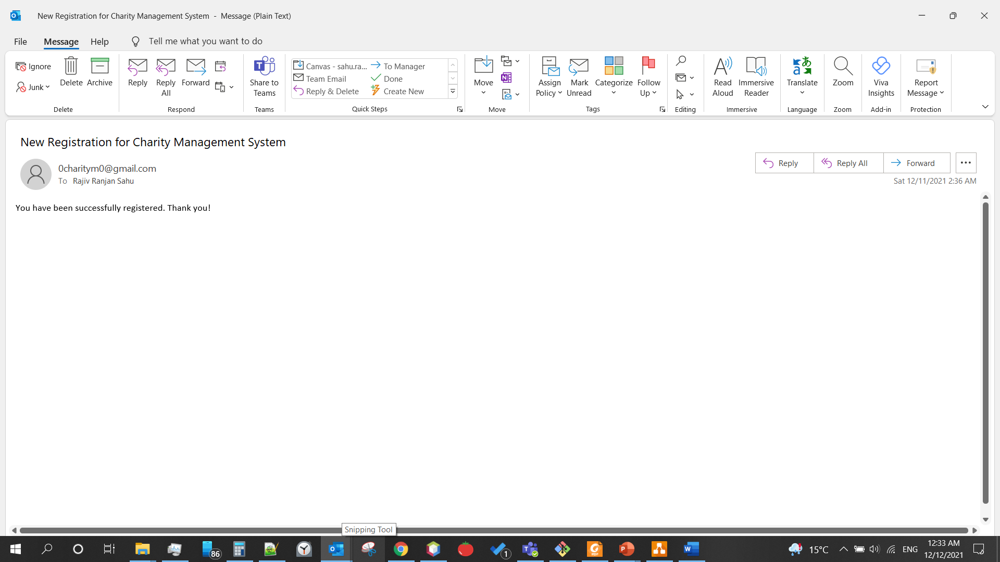 New Registration for Charity Management System - Message (Plain Text)
File Message Help Tell me what you want to do
Ignore
Junk
Delete
Archive
Delete
Reply
Reply All
Forward
Respond
Share to Teams
Teams
Canvas - sahu.ra... To Manager
Team Email Done
Reply & Delete Create New
Quick Steps
Move
Move
Assign Policy
Mark Unread
Categorize
Follow Up
Tags
Editing
Read Aloud
Immersive Reader
Immersive
Translate
Language
Zoom
Zoom
Viva Insights
Add-in
Report Message
Protection
New Registration for Charity Management System
0charitym0@gmail.com
To Rajiv Ranjan Sahu
Reply Reply All Forward
Sat 12/11/2021 2:36 AM
You have been successfully registered. Thank you!
Snipping Tool
86
1
15°C ENG
12:33 AM
12/12/2021